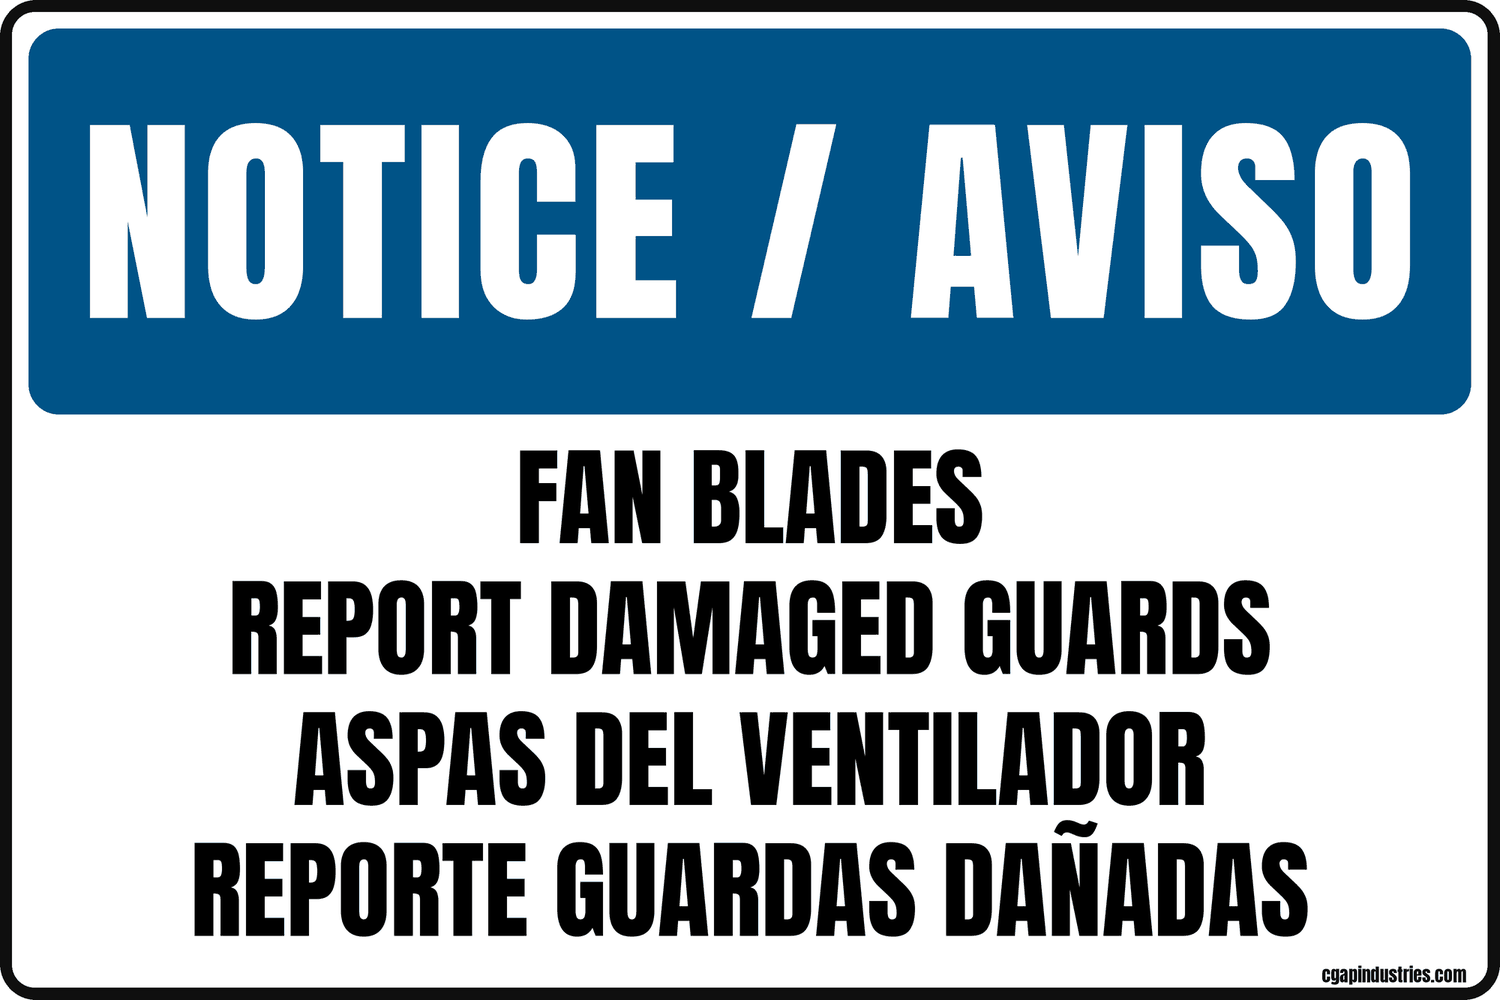 NOTICE / AVISO
FAN BLADES
REPORT DAMAGED GUARDS
ASPAS DEL VENTILADOR
REPORTE GUARDAS DAÑADAS
cgapindustries.com